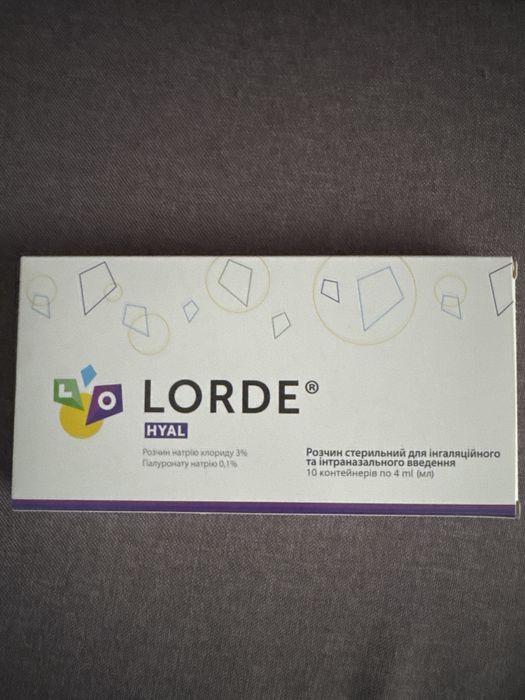 LO
LORDE®
HYAL
Розчин натрію хлориду 3%
Гіалуронату натрію 0,1%
Розчин стерильний для інгаляційного
та інтраназального введення
10 контейнерів по 4 ml (мл)